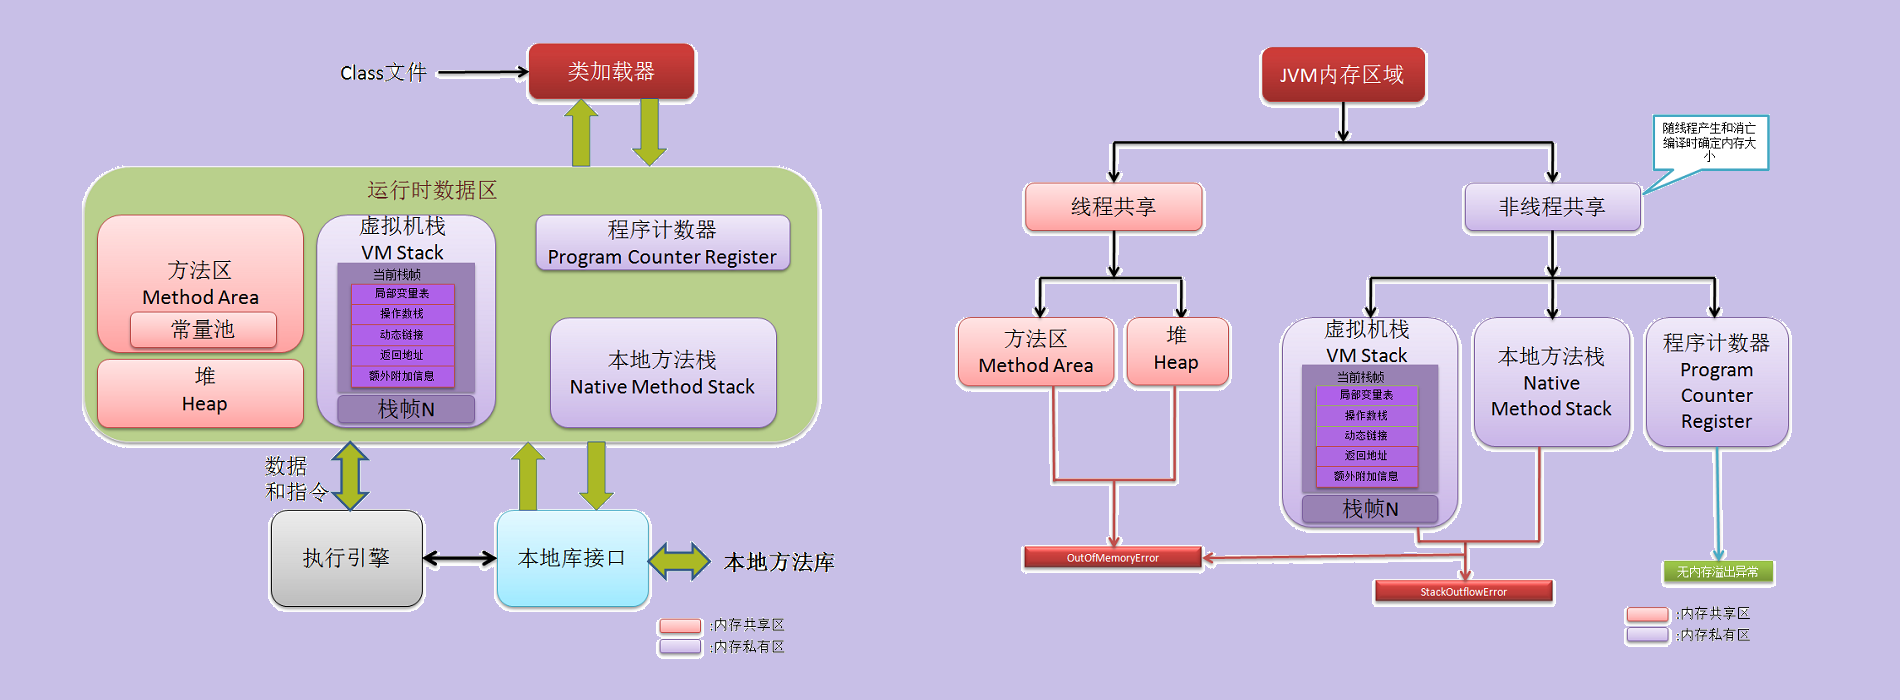 Class文件
类加载器
运行时数据区
方法区
Method Area
常量池
堆
Heap
虚拟机栈
VM Stack
当前栈帧
局部变量表
操作数栈
动态链接
返回地址
额外附加信息
栈帧N
程序计数器
Program Counter Register
本地方法栈
Native Method Stack
数据
和指令
执行引擎
本地库接口
本地方法库
:内存共享区
:内存私有区
JVM内存区域
随线程产生和消亡
编译时确定内存大
小
线程共享
非线程共享
方法区
Method Area
堆
Heap
虚拟机栈
VM Stack
当前栈帧
局部变量表
操作数栈
动态链接
返回地址
额外附加信息
栈帧N
本地方法栈
Native
Method Stack
程序计数器
Program
Counter
Register
OutOfMemoryError
StackOutflowError
无内存溢出异常
:内存共享区
:内存私有区